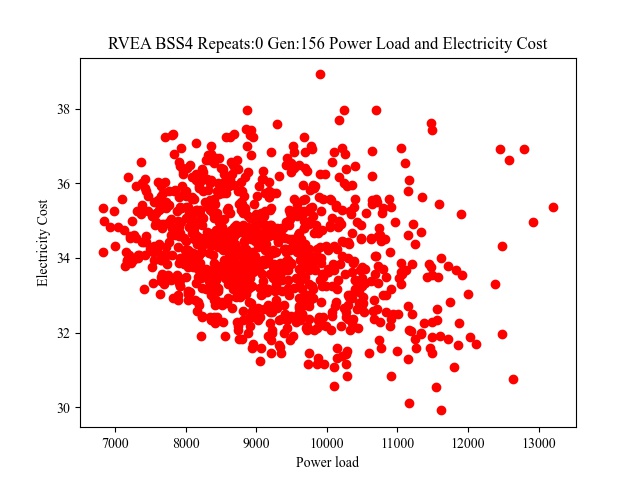 RVEA BSS4 Repeats:0 Gen:156 Power Load and Electricity Cost
38
36
34
32
30
Electricity Cost
7000 8000 9000 10000 11000 12000 13000
Power load